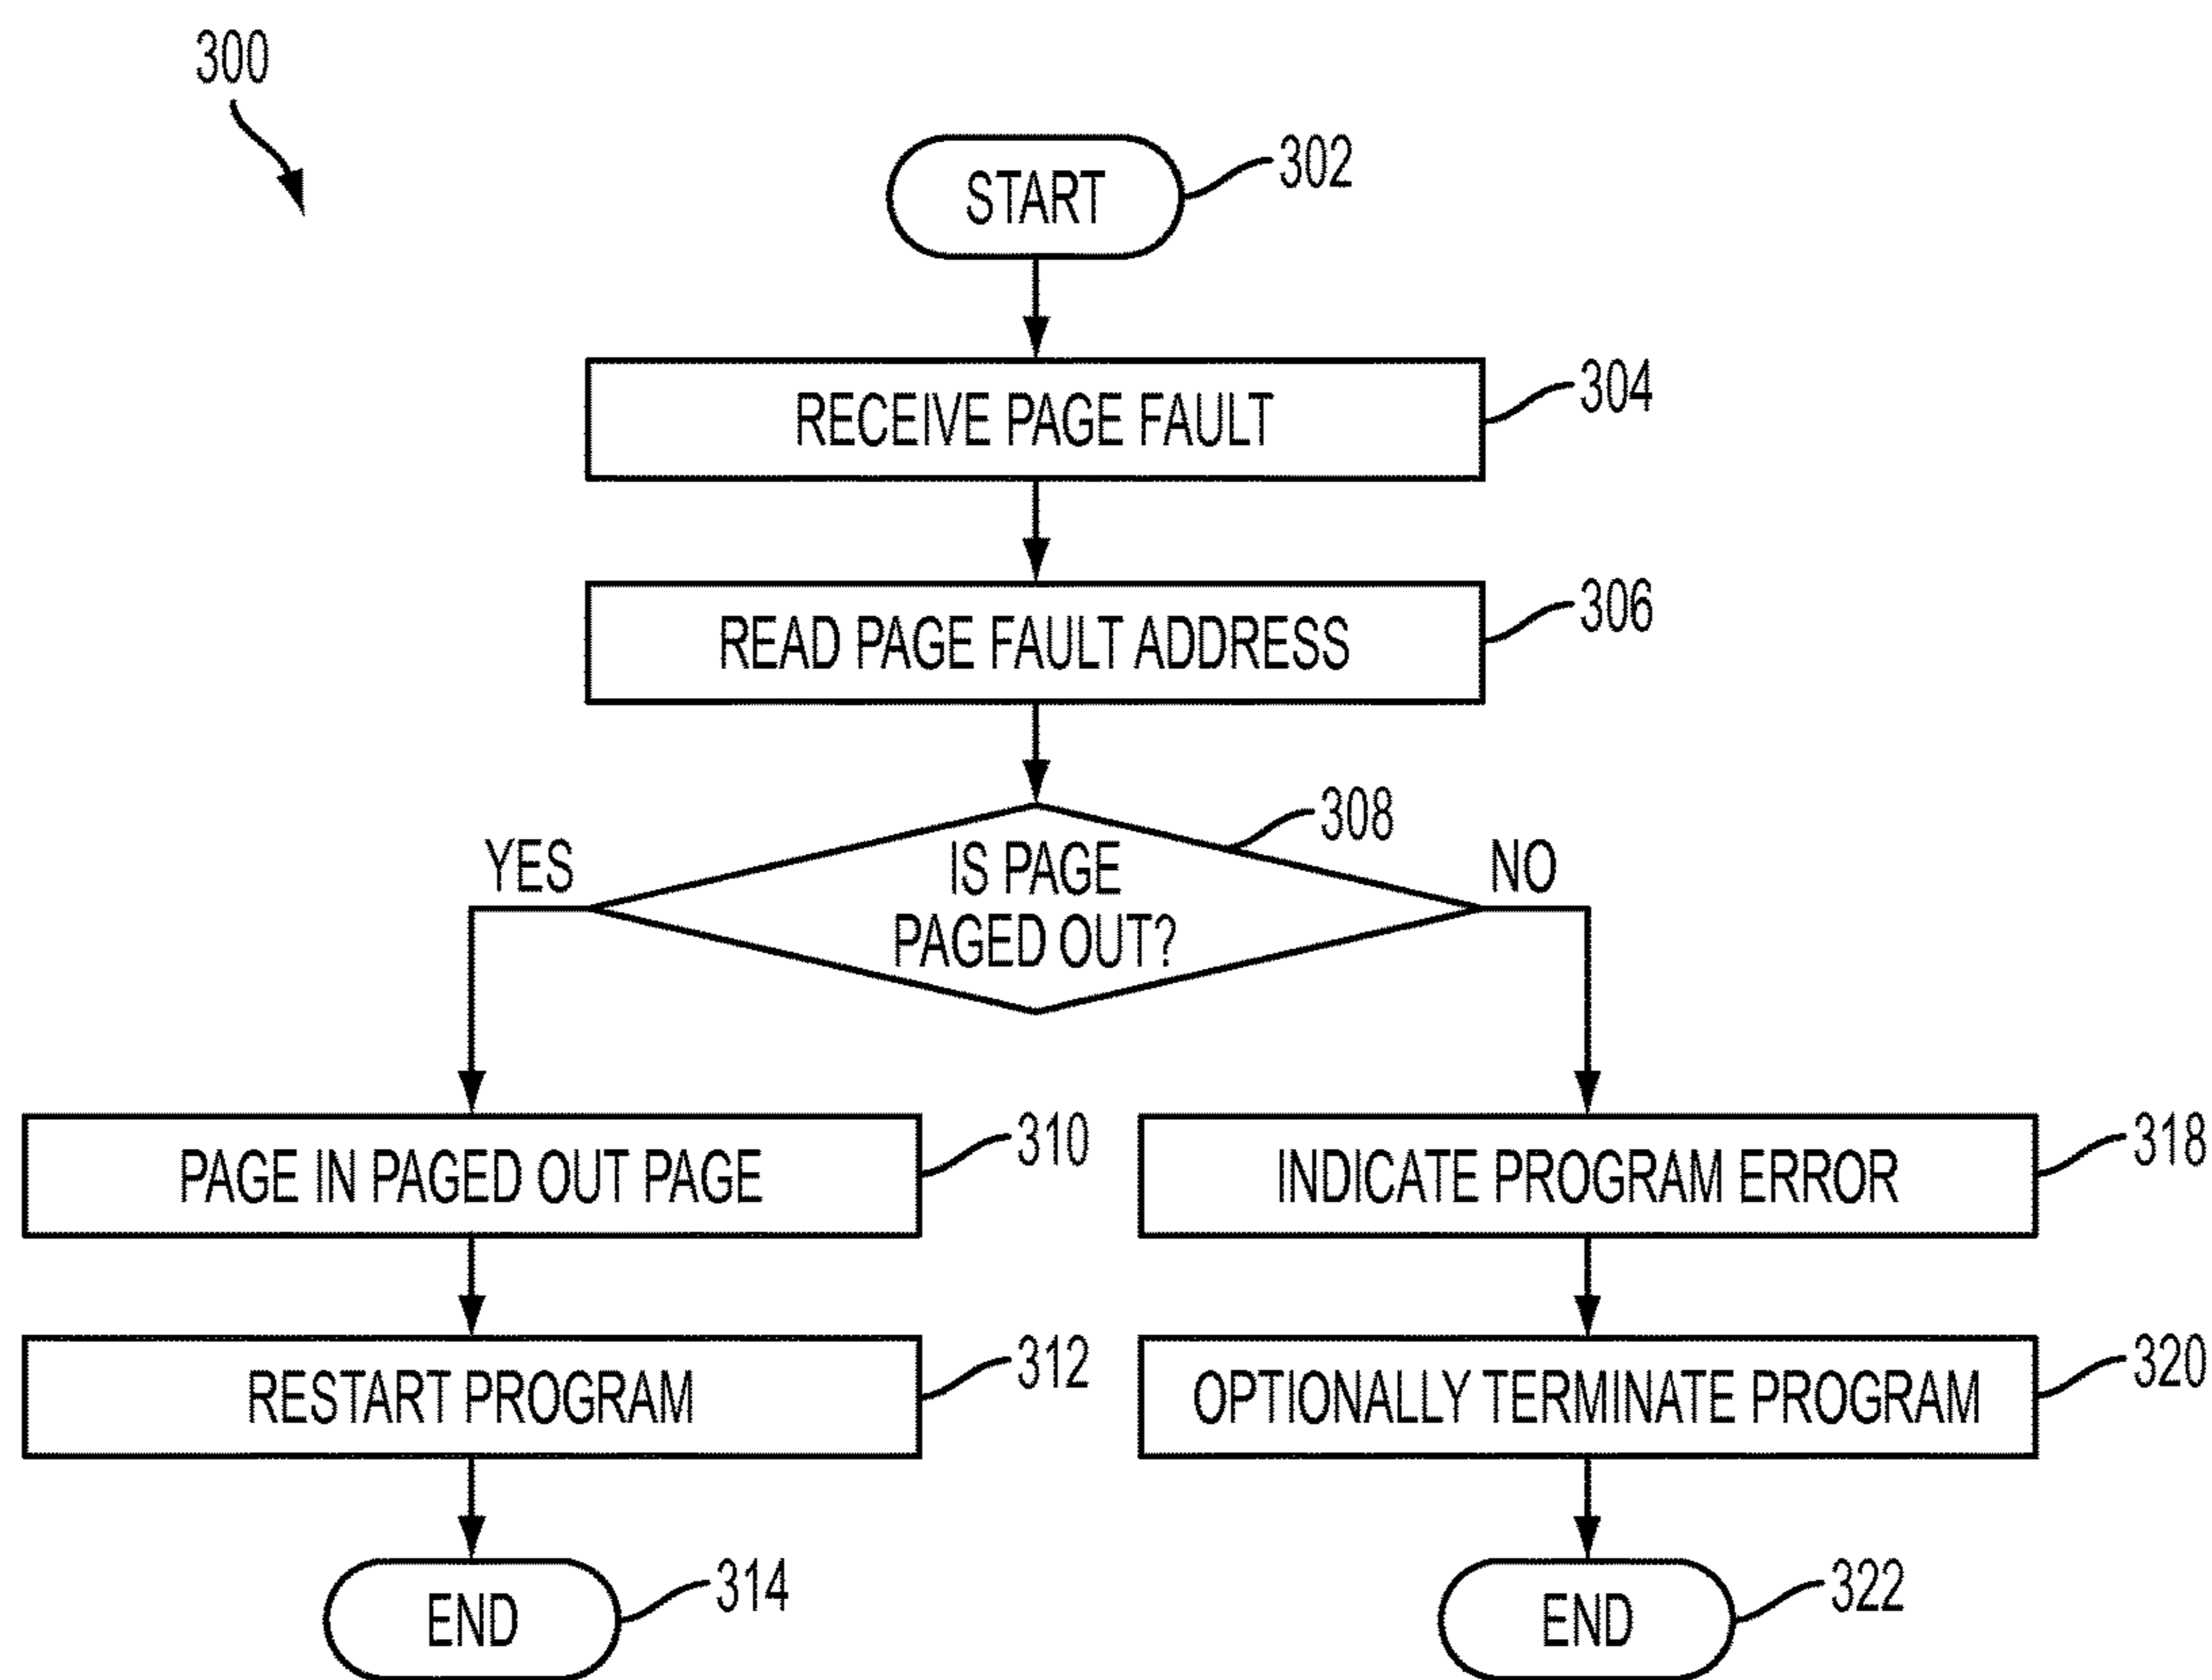 300
START
302
RECEIVE PAGE FAULT
304
READ PAGE FAULT ADDRESS
306
308
YES
IS PAGE
PAGED OUT?
NO
PAGE IN PAGED OUT PAGE
310
INDICATE PROGRAM ERROR
318
RESTART PROGRAM
312
OPTIONALLY TERMINATE PROGRAM
320
END
314
END
322